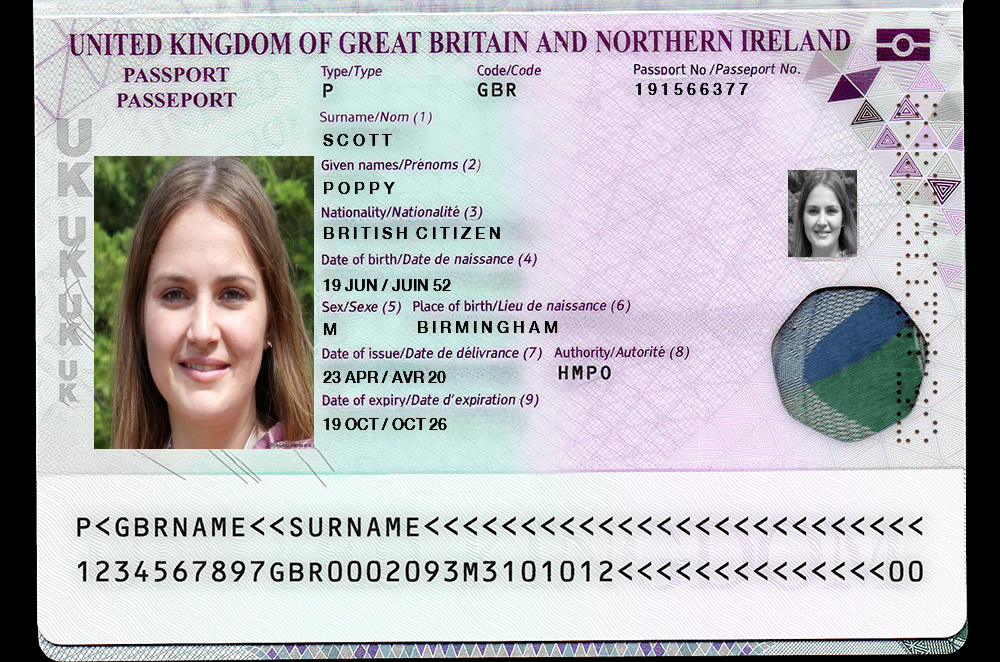 UNITED KINGDOM OF GREAT BRITAIN AND NORTHERN IRELAND
PASSPORT
PASSEPORT
Type/Type
P
Code/Code
GBR
Passport No/Passeport No.
191566377
Surname/Nom (1)
SCOTT
Given names/Prénoms (2)
POPPY
Nationality/Nationalité (3)
BRITISH CITIZEN
Date of birth/Date de naissance (4)
19 JUN / JUIN 52
Sex/Sexe (5) Place of birth/Lieu de naissance (6)
M BIRMINGHAM
Date of issue/Date de délivrance (7) Authority/Autorité (8)
23 APR / AVR 20 HMPO
Date of expiry/Date d'expiration (9)
19 OCT / OCT 26
UK
UK
UK
UK
UK
P<GBRNAME<<SURNAME<<<<<<<<<<<<<<<<<<<<<<<<<<
1234567897GBR0002093M3101012<<<<<<<<<<<<<<00